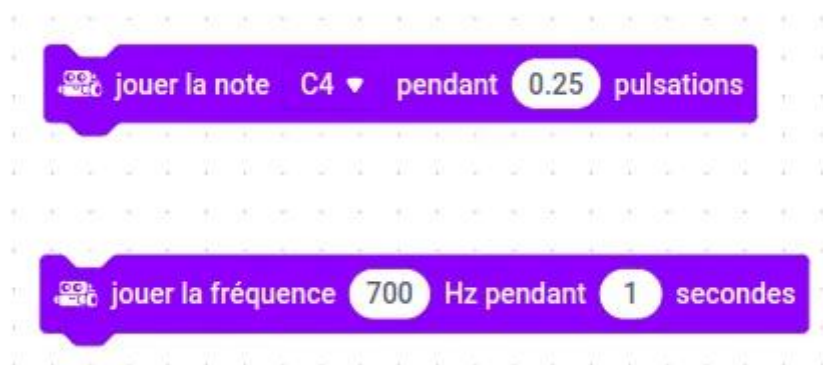 jouer la note C4 pendant 0.25 pulsations
jouer la fréquence 700 Hz pendant 1 secondes